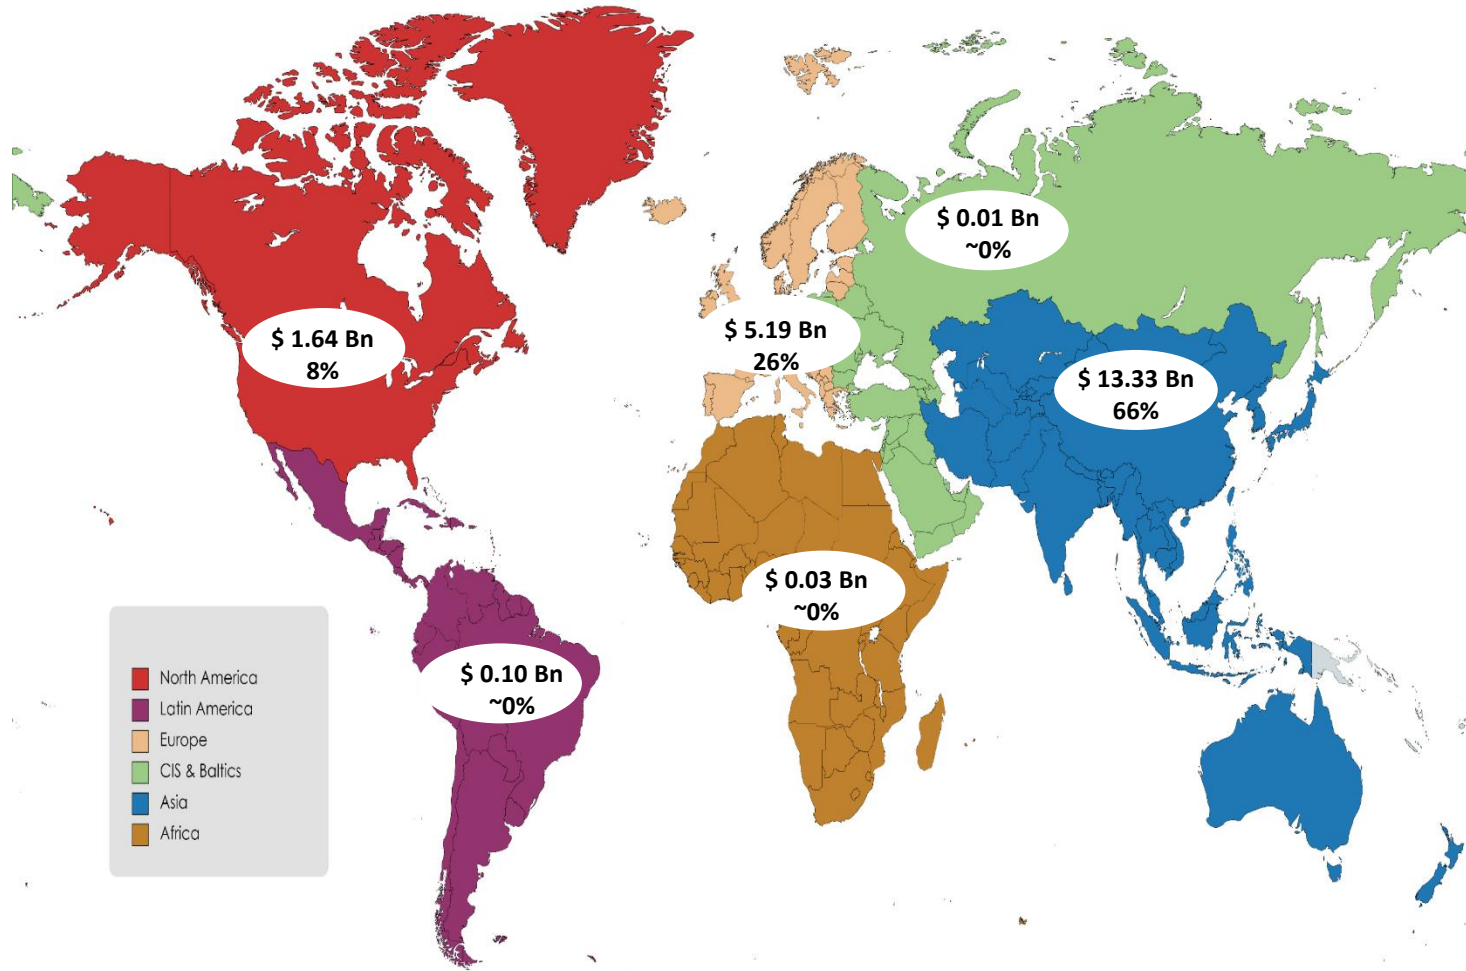 $ 0.01 Bn
~0%
$ 1.64 Bn
8%
$ 5.19 Bn
26%
$ 13.33 Bn
66%
$ 0.03 Bn
~0%
$ 0.10 Bn
~0%
North America
Latin America
Europe
CIS & Baltics
Asia
Africa